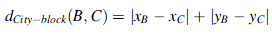 d_{City-block}(B, C) = |x_B − x_C| + |y_B − y_C|